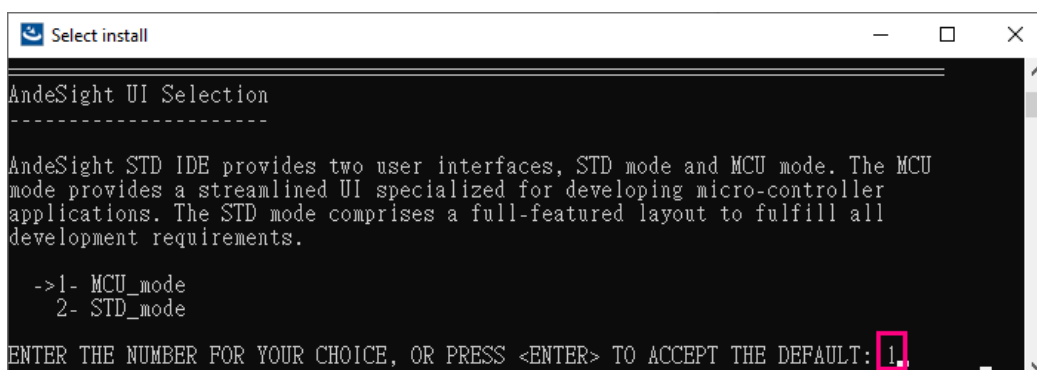 Select install
AndeSight UI Selection
----------------------
AndeSight STD IDE provides two user interfaces, STD mode and MCU mode. The MCU
mode provides a streamlined UI specialized for developing micro-controller
applications. The STD mode comprises a full-featured layout to fulfill all
development requirements.
->1- MCU_mode
2- STD_mode
ENTER THE NUMBER FOR YOUR CHOICE, OR PRESS <ENTER> TO ACCEPT THE DEFAULT: 1